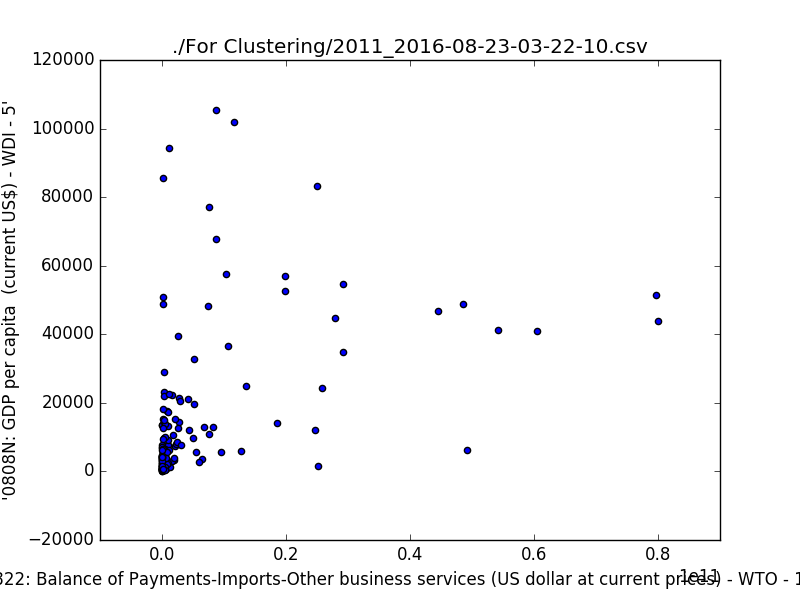 ./For Clustering/2011_2016-08-23-03-22-10.csv
120000
100000
80000
60000
40000
20000
0
−20000
'0808N: GDP per capita  (current US$) - WDI - 5'
0.0 0.2 0.4 0.6 0.8
1e11
322: Balance of Payments-Imports-Other business services (US dollar at current prices) - WTO - 1